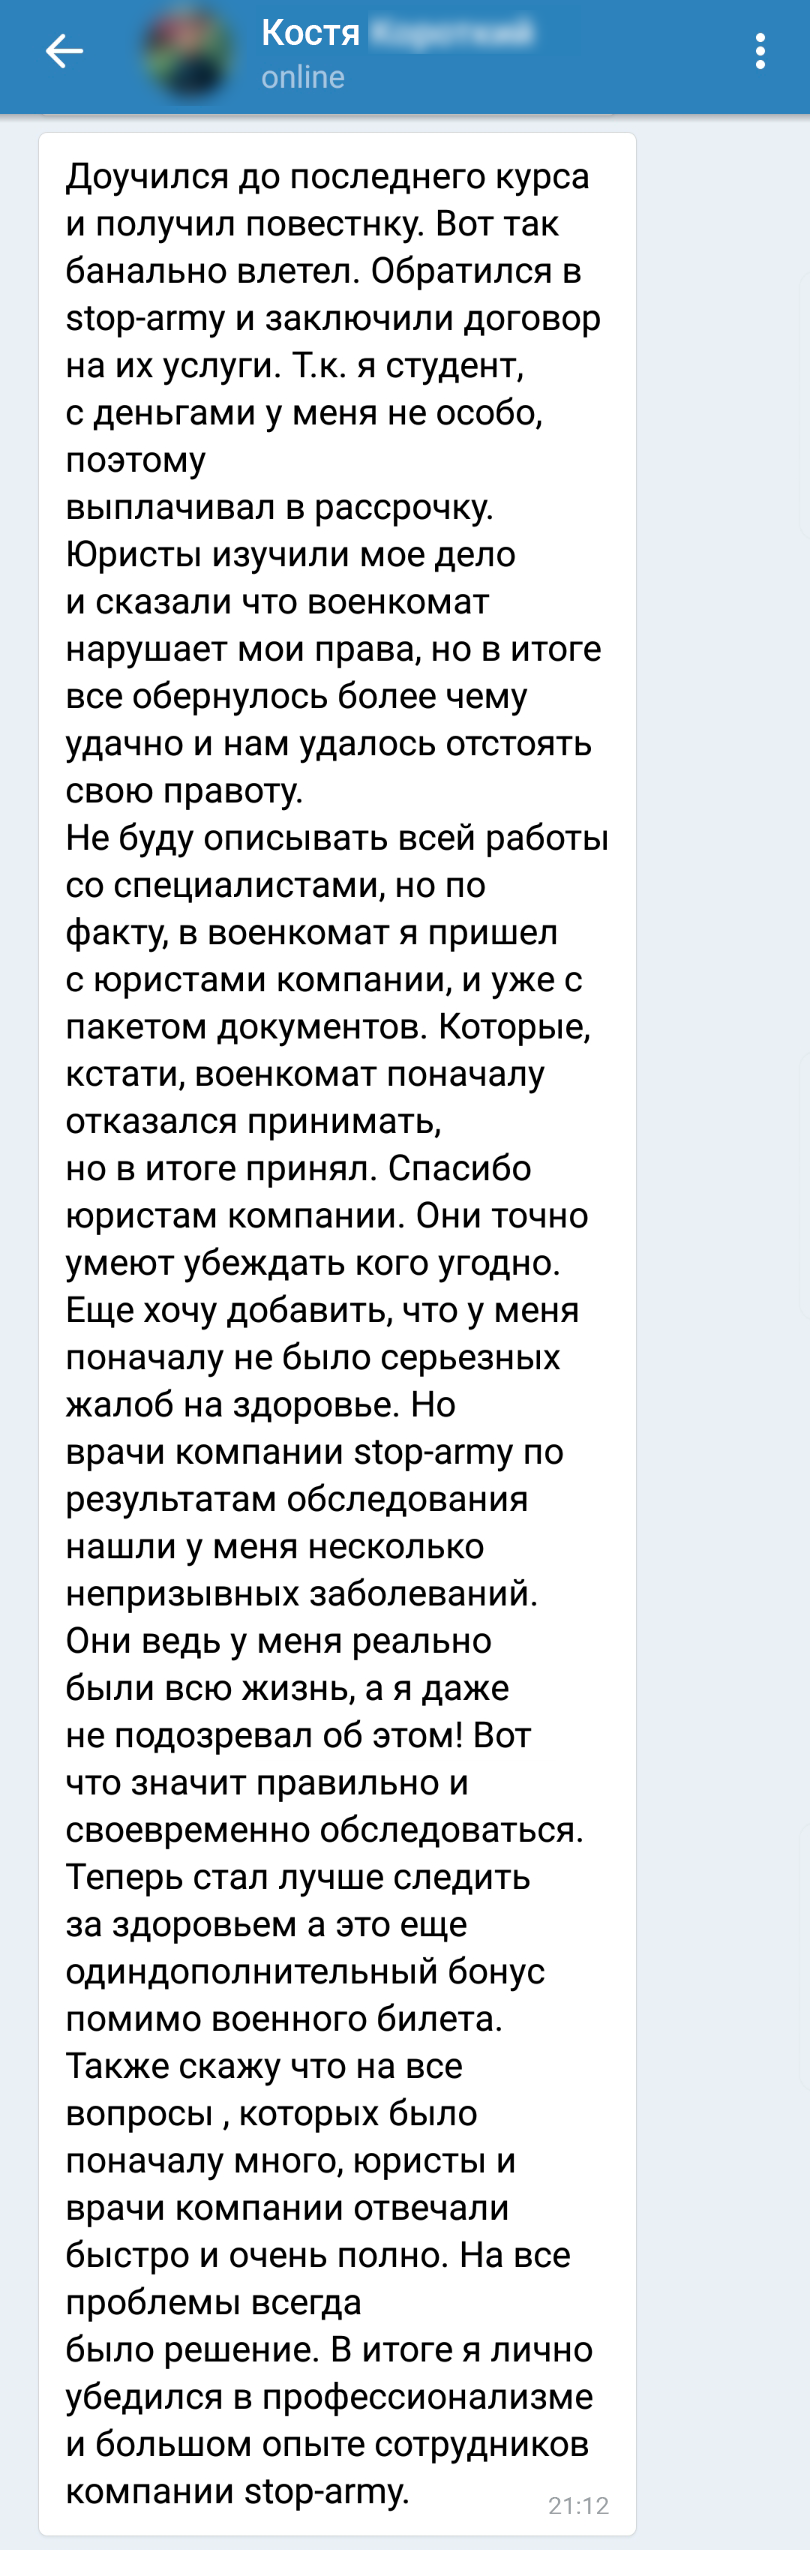 Костя
online
Доучился до последнего курса
и получил повестнку. Вот так
банально влетел. Обратился в
stop-army и заключили договор
на их услуги. Т.к. я студент,
с деньгами у меня не особо,
поэтому
выплачивал в рассрочку.
Юристы изучили мое дело
и сказали что военкомат
нарушает мои права, но в итоге
все обернулось более чему
удачно и нам удалось отстоять
свою правоту.
Не буду описывать всей работы
со специалистами, но по
факту, в военкомат я пришел
с юристами компании, и уже с
пакетом документов. Которые,
кстати, военкомат поначалу
отказался принимать,
но в итоге принял. Спасибо
юристам компании. Они точно
умеют убеждать кого угодно.
Еще хочу добавить, что у меня
поначалу не было серьезных
жалоб на здоровье. Но
врачи компании stop-army по
результатам обследования
нашли у меня несколько
непризывных заболеваний.
Они ведь у меня реально
были всю жизнь, а я даже
не подозревал об этом! Вот
что значит правильно и
своевременно обследоваться.
Теперь стал лучше следить
за здоровьем а это еще
одиндополнительный бонус
помимо военного билета.
Также скажу что на все
вопросы , которых было
поначалу много, юристы и
врачи компании отвечали
быстро и очень полно. На все
проблемы всегда
было решение. В итоге я лично
убедился в профессионализме
и большом опыте сотрудников
компании stop-army.
21:12